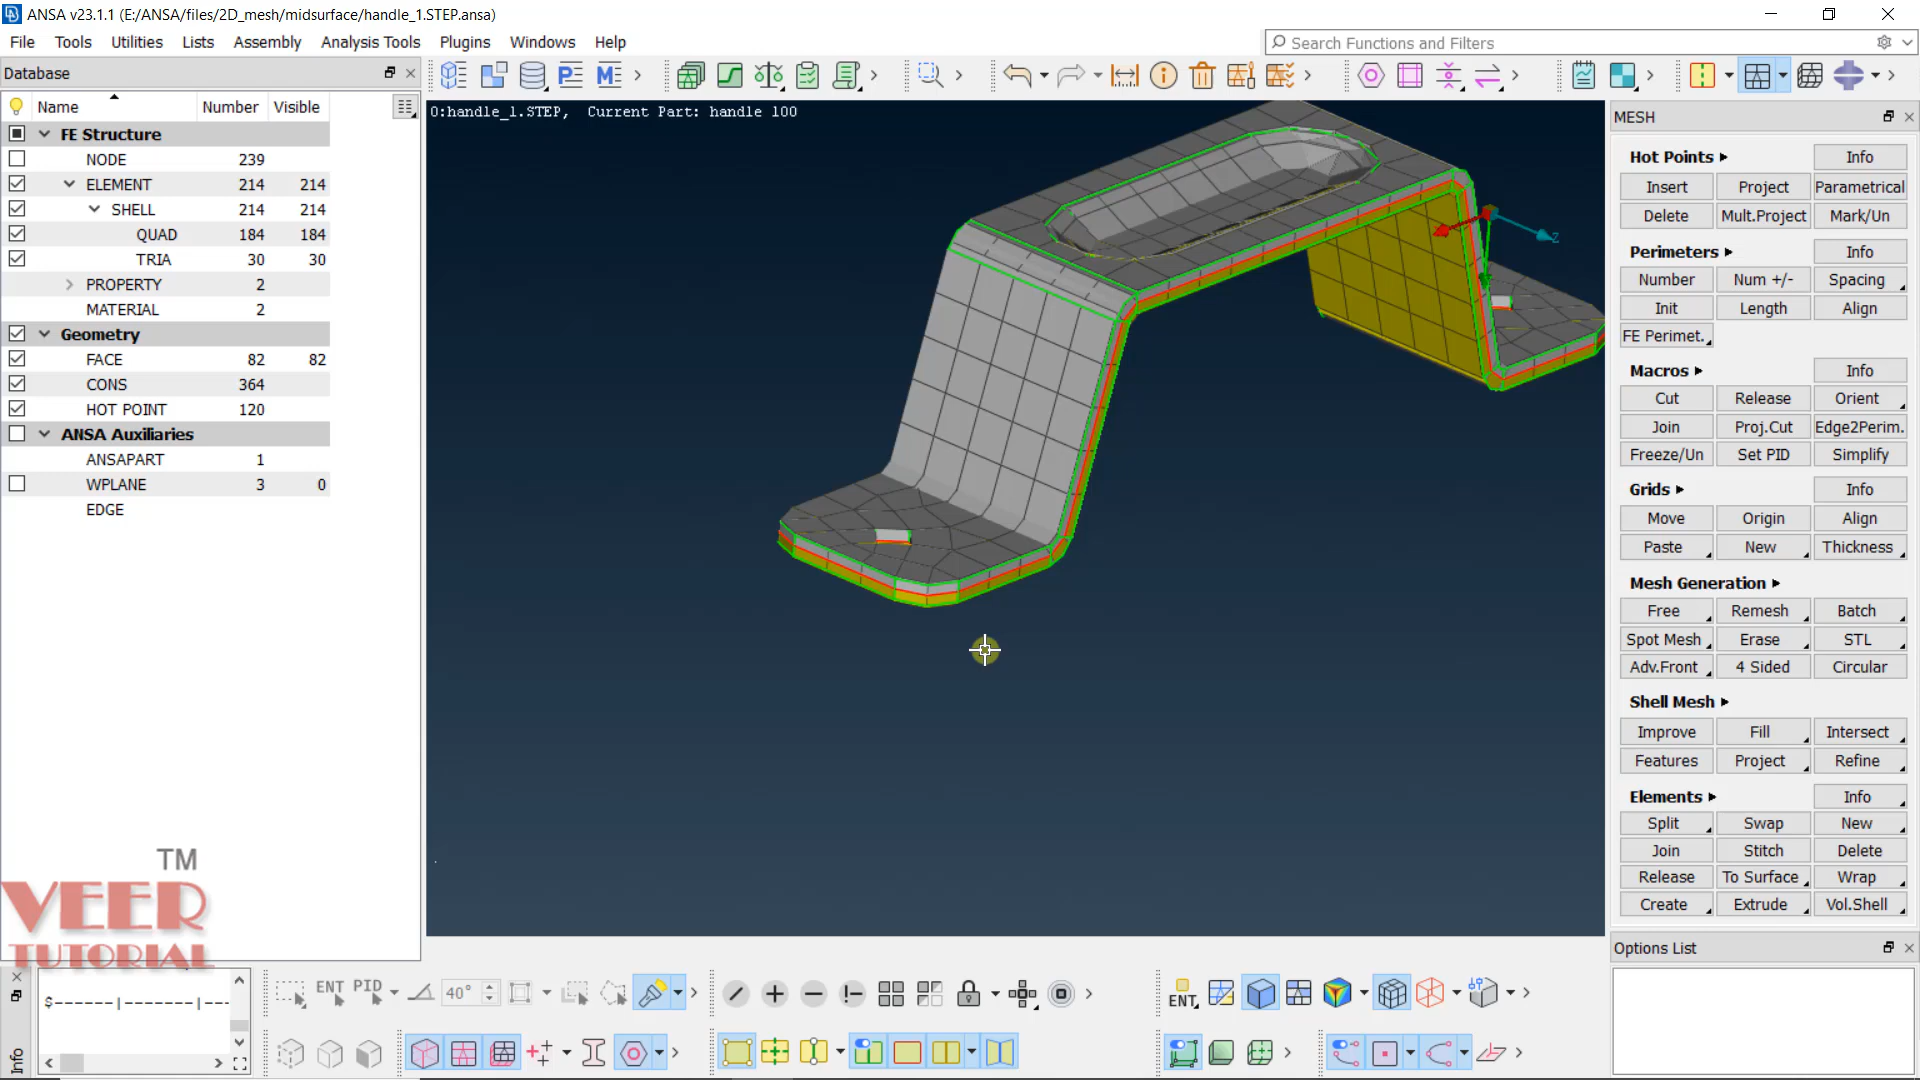 ANSA v23.1.1 (E:/ANSA/files/2D_mesh/midsurface/handle_1.STEP.ansa)
File Tools Utilities Lists Assembly Analysis Tools Plugins Windows Help
Search Functions and Filters
Database
Name Number Visible
FE Structure
NODE 239
ELEMENT 214 214
SHELL 214 214
QUAD 184 184
TRIA 30 30
PROPERTY 2
MATERIAL 2
Geometry
FACE 82 82
CONS 364
HOT POINT 120
ANSA Auxiliaries
ANSAPART 1
WPLANE 3 0
EDGE
0:handle_1.STEP, Current Part: handle 100
Z
MESH
Hot Points Info
Insert Project Parametrical
Delete Mult.Project Mark/Un
Perimeters Info
Number Num +/- Spacing
Init Length Align
FE Perimet.
Macros Info
Cut Release Orient
Join Proj.Cut Edge2Perim.
Freeze/Un Set PID Simplify
Grids Info
Move Origin Align
Paste New Thickness
Mesh Generation
Free Remesh Batch
Spot Mesh Erase STL
Adv.Front 4 Sided Circular
Shell Mesh
Improve Fill Intersect
Features Project Refine
Elements Info
Split Swap New
Join Stitch Delete
Release To Surface Wrap
Create Extrude Vol.Shell
Options List
TM
VEER
TUTORIAL
$------|-------|---
Info
ENT PID 40°
ENT